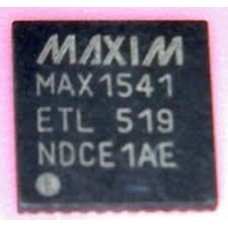 MAXIM
MAX1541
ETL 519
NDCE1AE